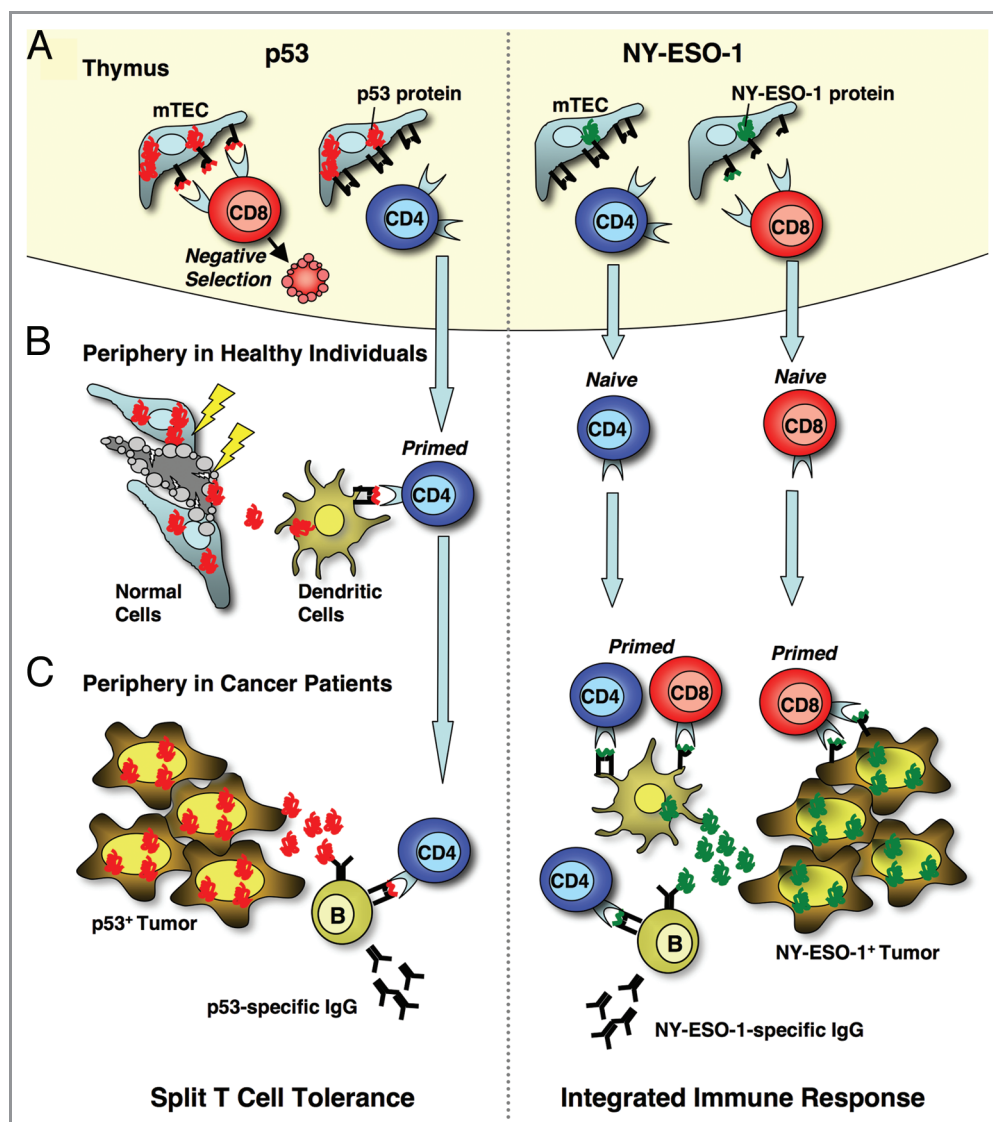 A
p53
NY-ESO-1
Thymus
mTEC
p53 protein
mTEC
NY-ESO-1 protein
CD8
CD4
CD4
CD8
Negative
Selection
B
Periphery in Healthy Individuals
Naive
Naive
CD4
CD8
Primed
CD4
Normal
Cells
Dendritic
Cells
C
Periphery in Cancer Patients
Primed
Primed
CD4
CD8
CD8
CD4
CD4
B
B
p53+ Tumor
NY-ESO-1+ Tumor
p53-specific IgG
NY-ESO-1-specific IgG
Split T Cell Tolerance
Integrated Immune Response